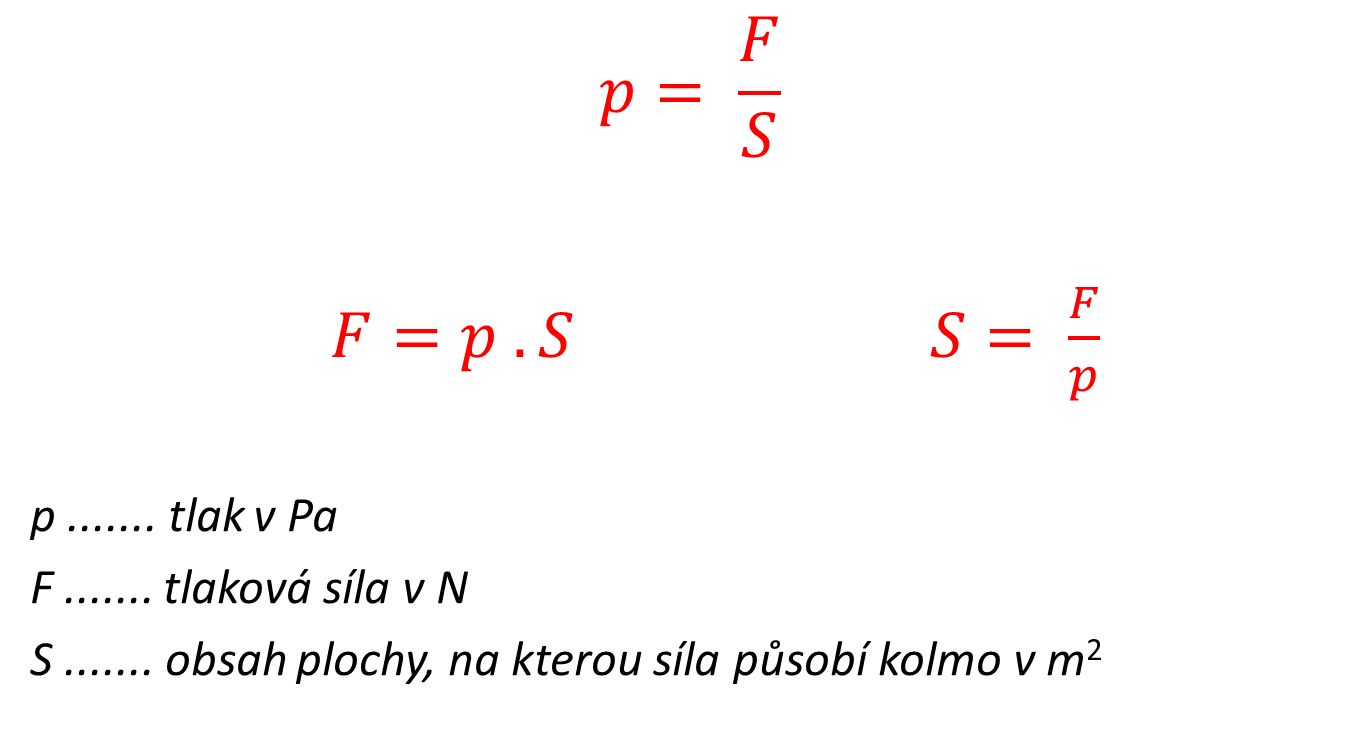 p = F/S
F = p . S
S = F/p
p ....... tlak v Pa
F ....... tlaková síla v N
S ....... obsah plochy, na kterou síla působí kolmo v m²